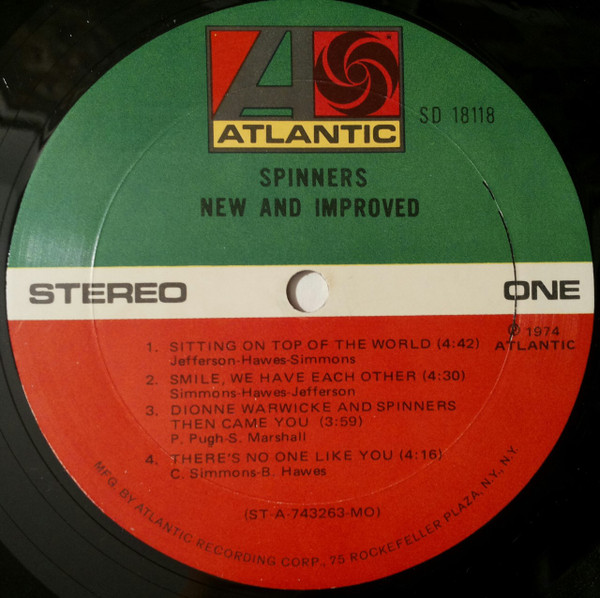 ATLANTIC
SD 18118
SPINNERS
NEW AND IMPROVED
STEREO
ONE
℗ 1974
ATLANTIC
1. SITTING ON TOP OF THE WORLD (4:42)
Jefferson-Hawes-Simmons
2. SMILE, WE HAVE EACH OTHER (4:30)
Simmons-Hawes-Jefferson
3. DIONNE WARWICKE AND SPINNERS
THEN CAME YOU (3:59)
P. Pugh-S. Marshall
4. THERE'S NO ONE LIKE YOU (4:16)
C. Simmons-B. Hawes
(ST-A-743263-MO)
MFG. BY ATLANTIC RECORDING CORP., 75 ROCKEFELLER PLAZA, N.Y., N.Y.